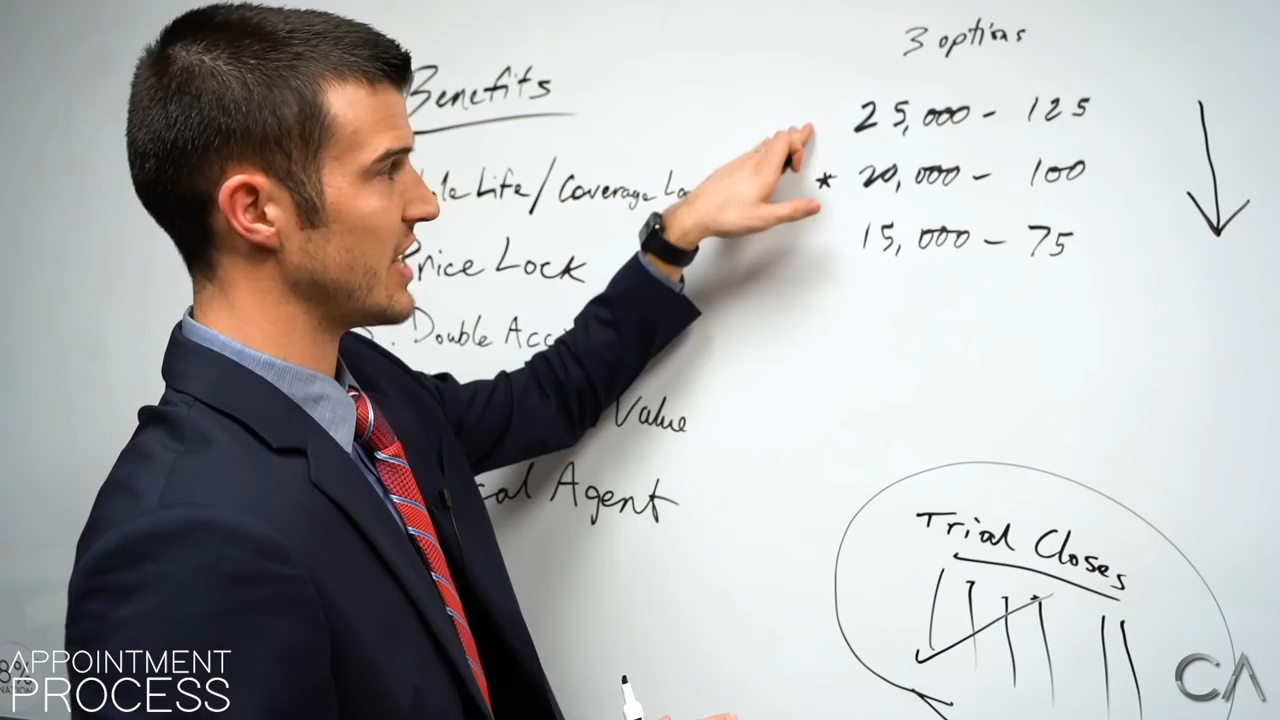 Benefits
Life/Coverage
Price Lock
Double
Value
Agent
3 options
25,000 - 125
* 20,000 - 100
15,000 - 75
Trial Closes
APPOINTMENT
PROCESS
CA